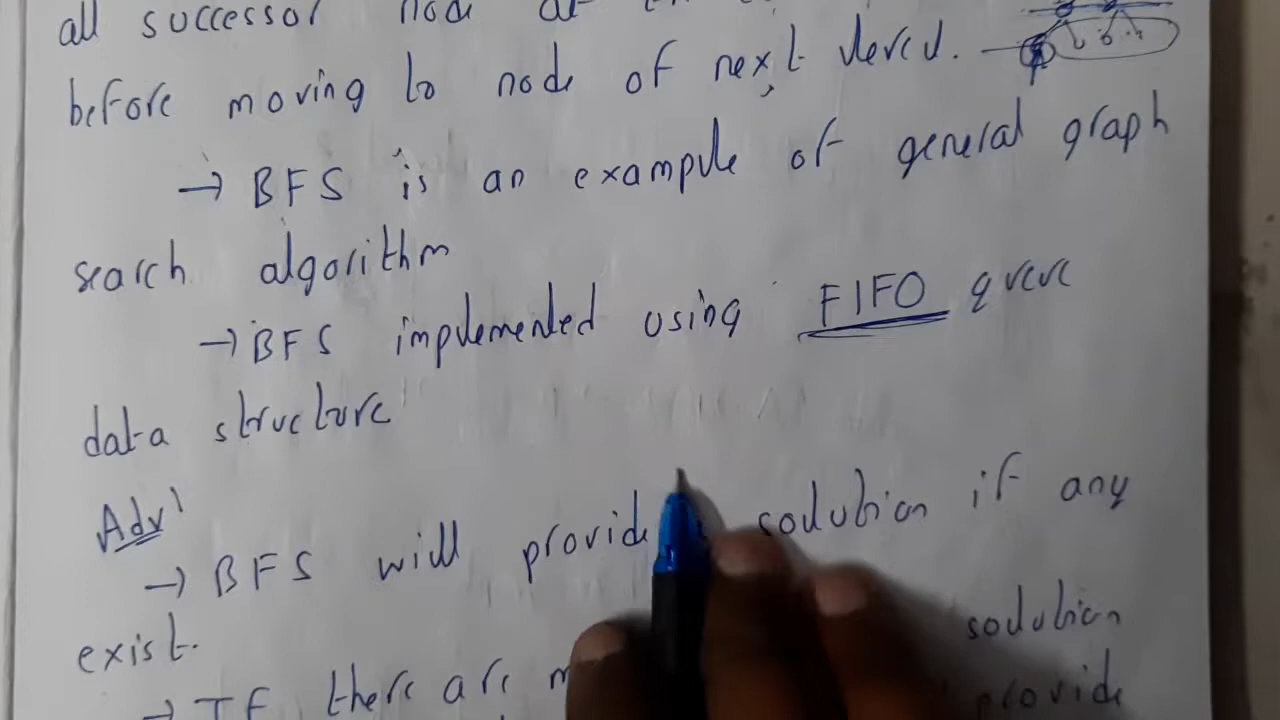 all successor node at
before moving to node of next level.
→ BFS is an example of general graph
search algorithm
→ BFS implemented using FIFO queue
data structure
Adv'
→ BFS will provide solution if any
exist.
solution
→ If there are
provide